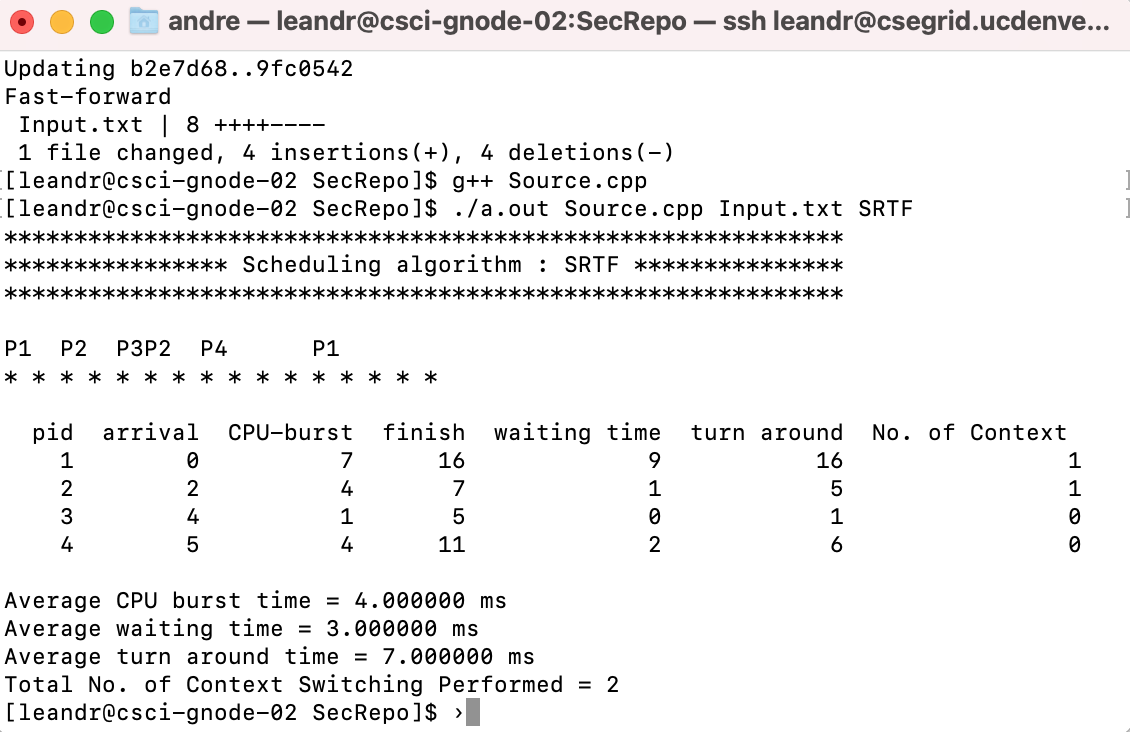 andre — leandr@csci-gnode-02:SecRepo — ssh leandr@csegrid.ucdenve...
Updating b2e7d68..9fc0542
Fast-forward
 Input.txt | 8 ++++----
 1 file changed, 4 insertions(+), 4 deletions(-)
[leandr@csci-gnode-02 SecRepo]$ g++ Source.cpp
[leandr@csci-gnode-02 SecRepo]$ ./a.out Source.cpp Input.txt SRTF
************************************************************
**************** Scheduling algorithm : SRTF ***************
************************************************************
P1  P2  P3P2  P4      P1
* * * * * * * * * * * * * * * *
  pid  arrival  CPU-burst  finish  waiting time  turn around  No. of Context
    1        0          7      16             9           16                1
    2        2          4       7             1            5                1
    3        4          1       5             0            1                0
    4        5          4      11             2            6                0
Average CPU burst time = 4.000000 ms
Average waiting time = 3.000000 ms
Average turn around time = 7.000000 ms
Total No. of Context Switching Performed = 2
[leandr@csci-gnode-02 SecRepo]$ ›